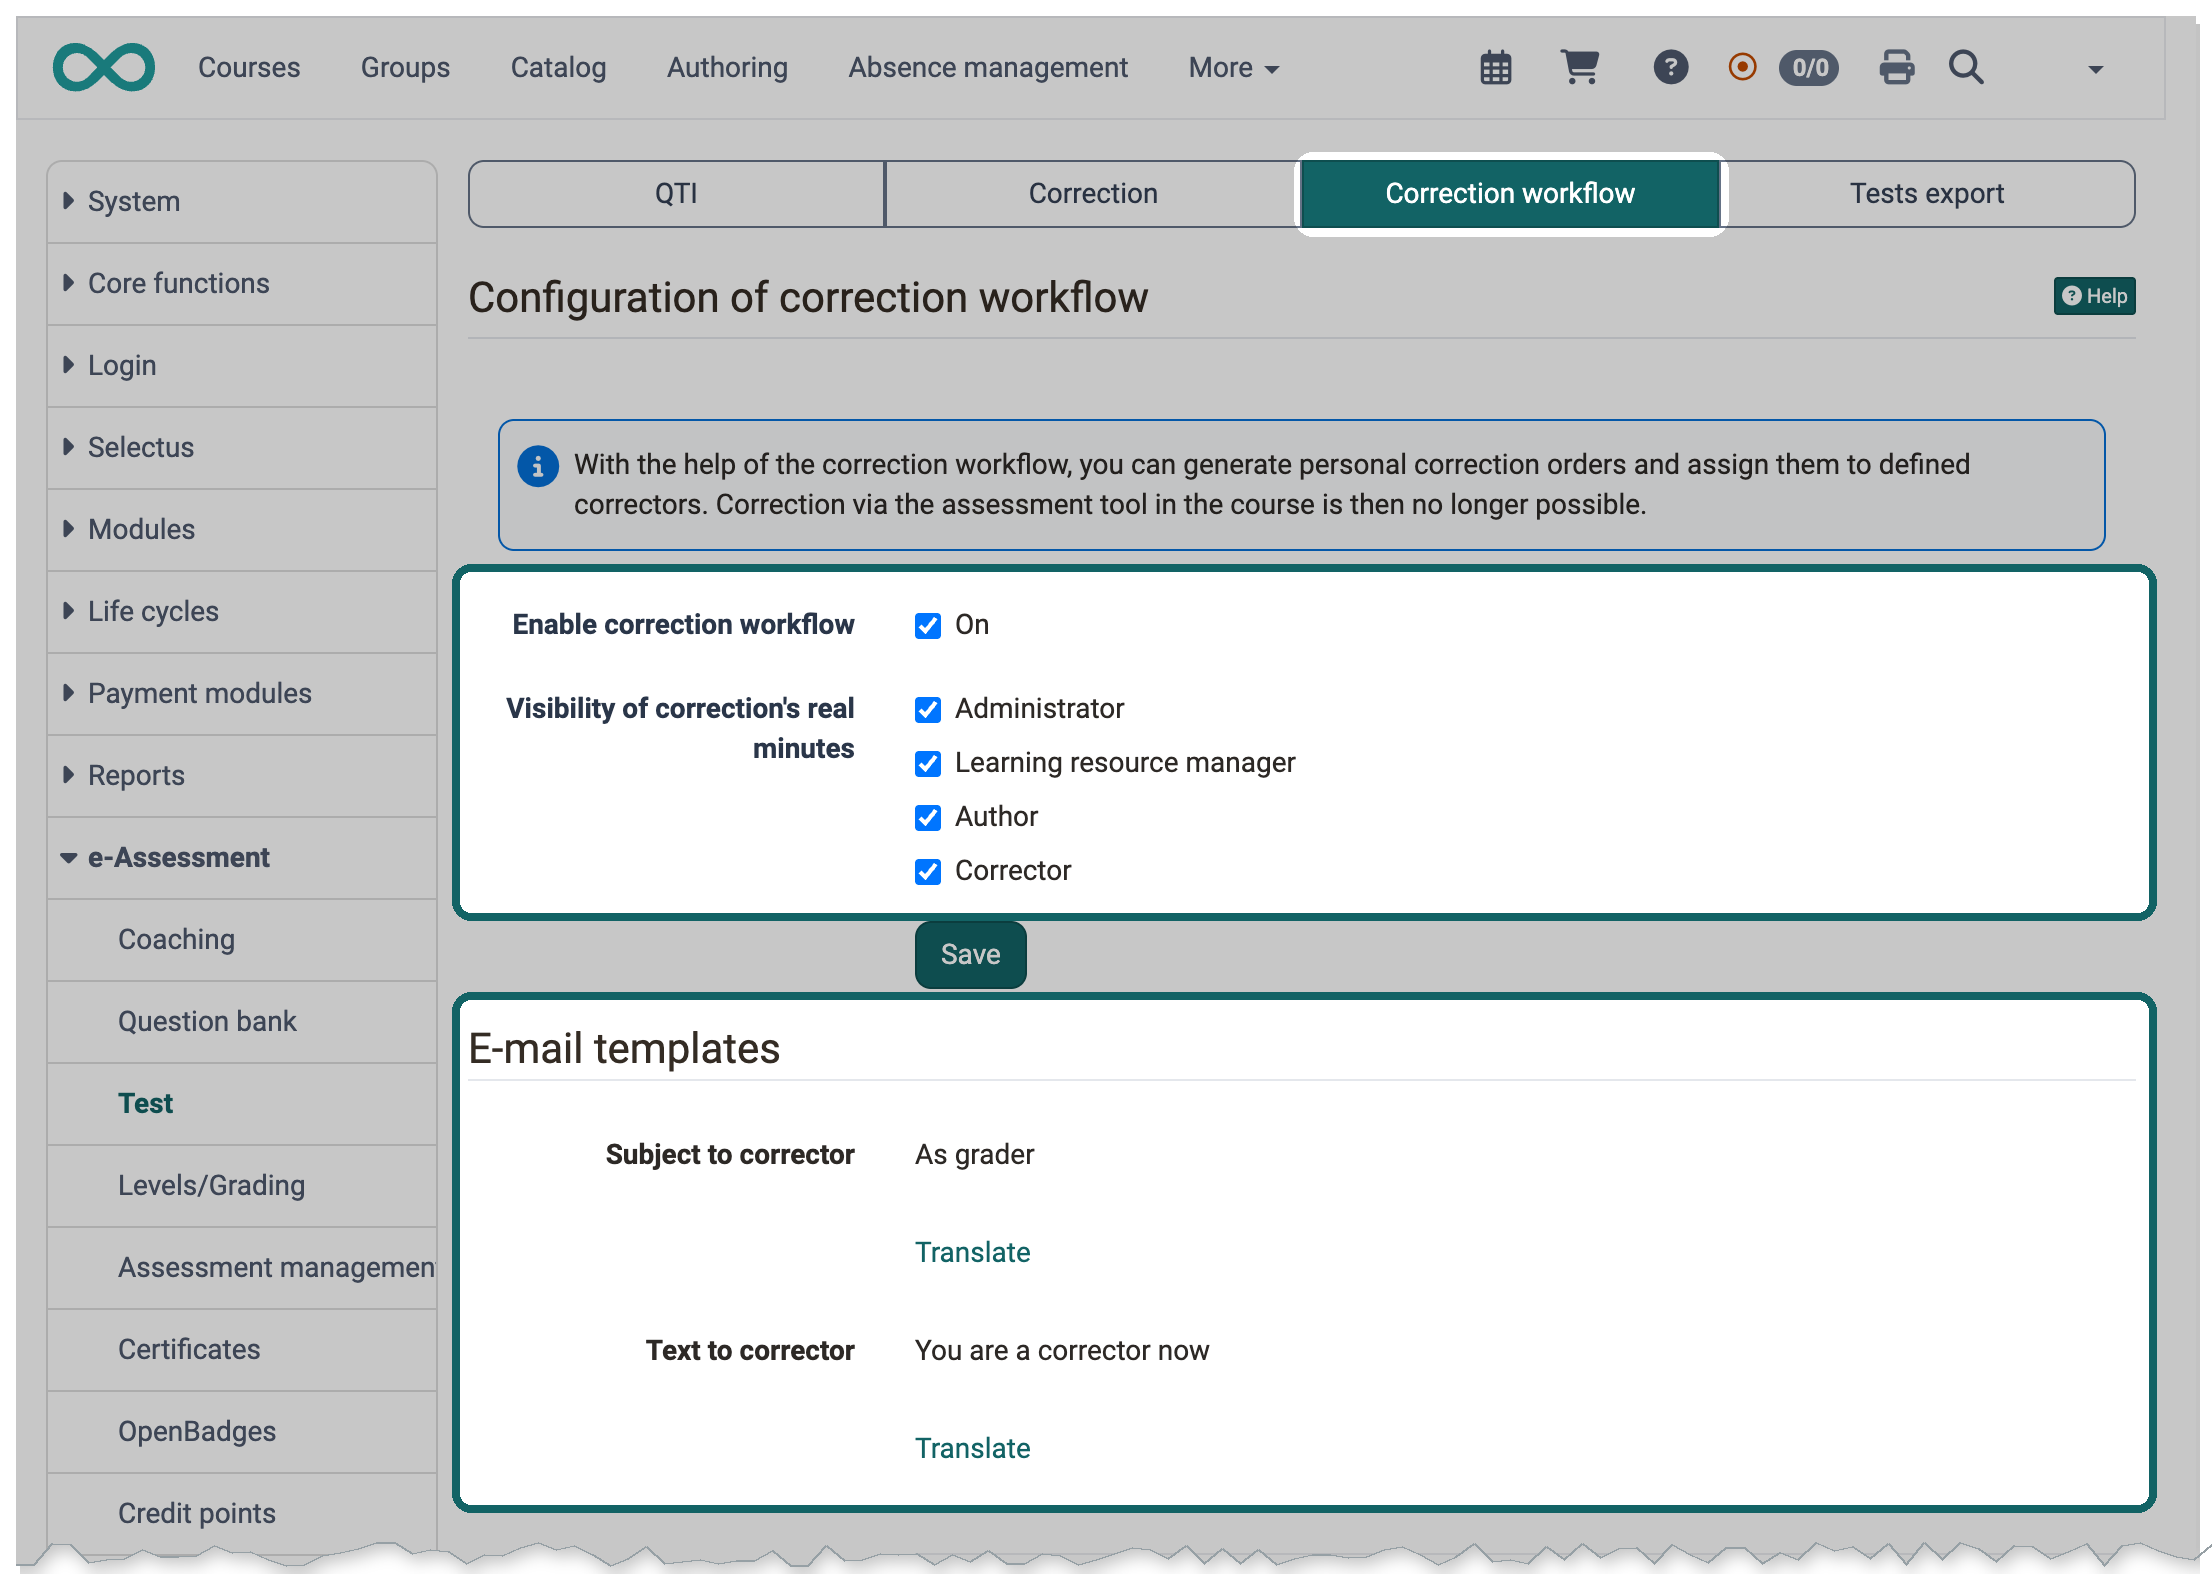 Courses Groups Catalog Authoring Absence management More 0/0
System
Core functions
Login
Selectus
Modules
Life cycles
Payment modules
Reports
e-Assessment
Coaching
Question bank
Test
Levels/Grading
Assessment managemen
Certificates
OpenBadges
Credit points
QTI Correction Correction workflow Tests export
Configuration of correction workflow
Help
With the help of the correction workflow, you can generate personal correction orders and assign them to defined
correctors. Correction via the assessment tool in the course is then no longer possible.
Enable correction workflow On
Visibility of correction's real
minutes
Administrator
Learning resource manager
Author
Corrector
Save
E-mail templates
Subject to corrector As grader
Translate
Text to corrector You are a corrector now
Translate